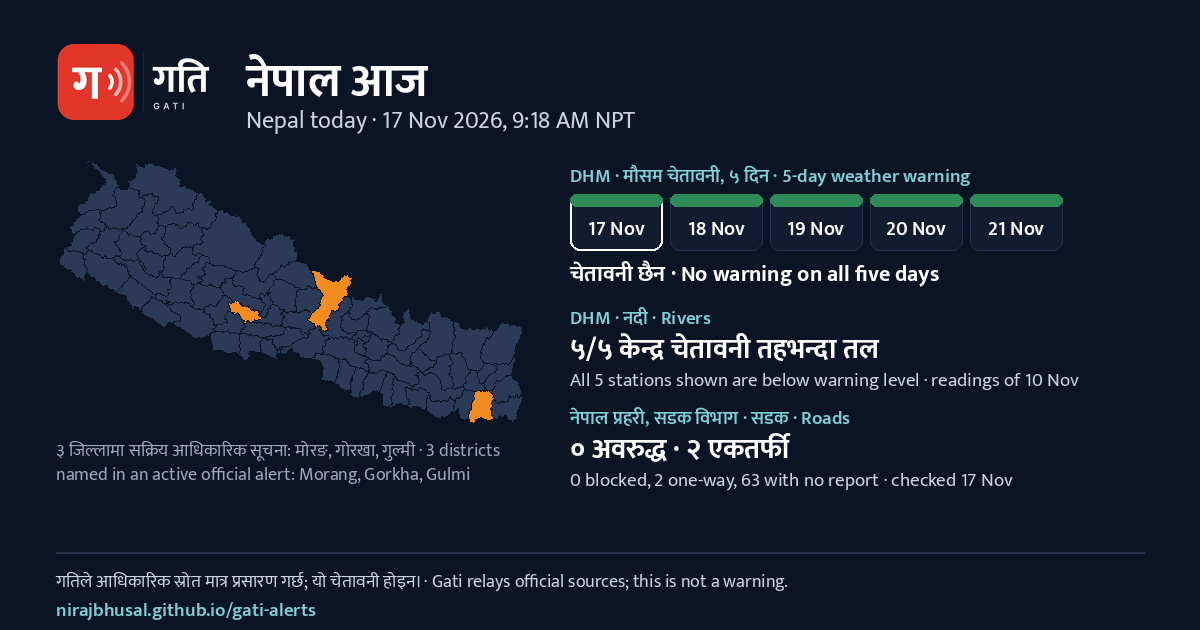 ग
गति
GATI
नेपाल आज
Nepal today · 17 Nov 2026, 9:18 AM NPT
DHM · मौसम चेतावनी, ५ दिन · 5-day weather warning
17 Nov
18 Nov
19 Nov
20 Nov
21 Nov
चेतावनी छैन · No warning on all five days
DHM · नदी · Rivers
५/५ केन्द्र चेतावनी तहभन्दा तल
All 5 stations shown are below warning level · readings of 10 Nov
नेपाल प्रहरी, सडक विभाग · सडक · Roads
० अवरुद्ध · २ एकतर्फी
0 blocked, 2 one-way, 63 with no report · checked 17 Nov
३ जिल्लामा सक्रिय आधिकारिक सूचना: मोरङ, गोरखा, गुल्मी · 3 districts
named in an active official alert: Morang, Gorkha, Gulmi
गतिले आधिकारिक स्रोत मात्र प्रसारण गर्छ; यो चेतावनी होइन। · Gati relays official sources; this is not a warning.
nirajbhusal.github.io/gati-alerts